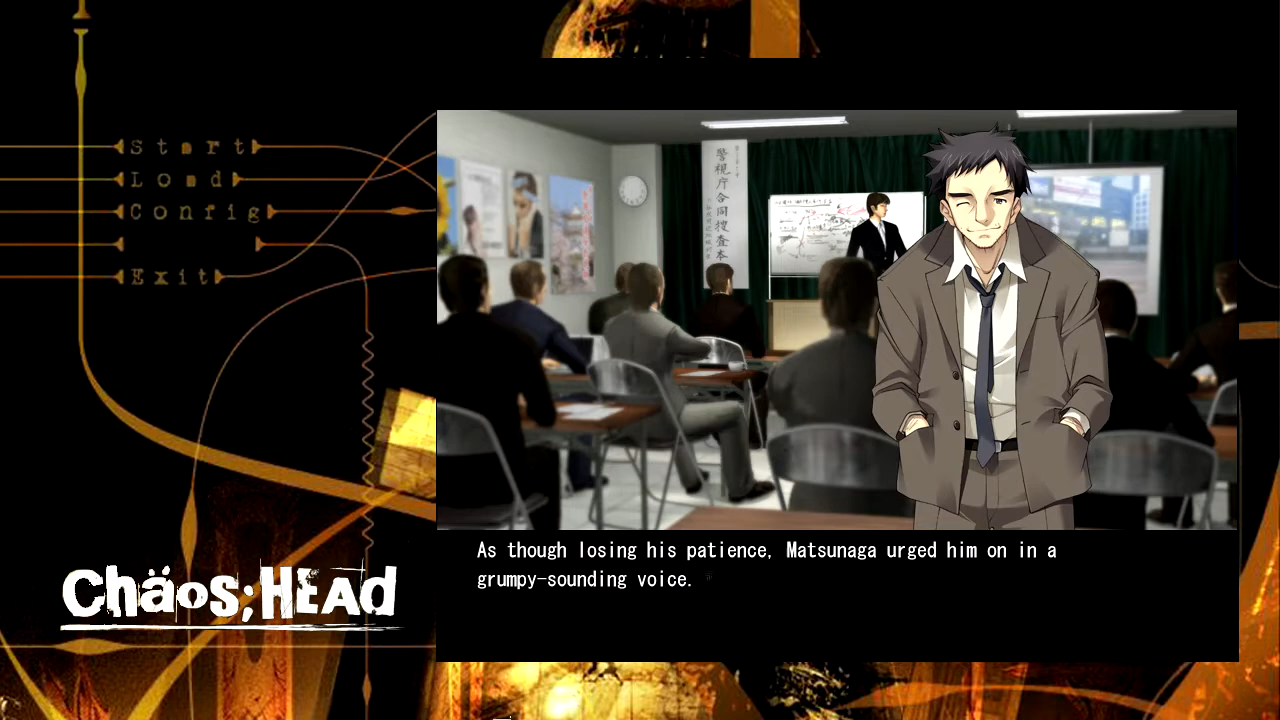 Start
Load
Config
Exit
警視庁合同捜査本
As though losing his patience, Matsunaga urged him on in a
grumpy-sounding voice.
Chäos;HEAd